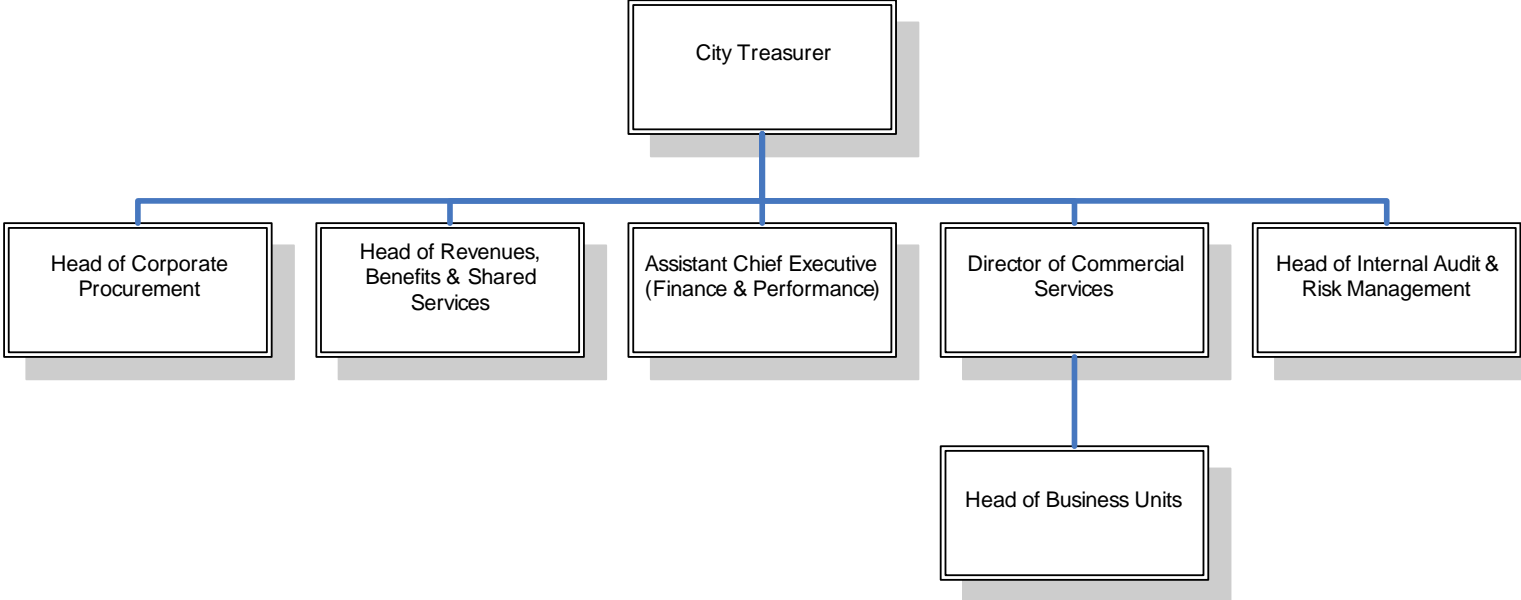 City Treasurer
Head of Corporate
Procurement
Head of Revenues,
Benefits & Shared
Services
Assistant Chief Executive
(Finance & Performance)
Director of Commercial
Services
Head of Internal Audit &
Risk Management
Head of Business Units